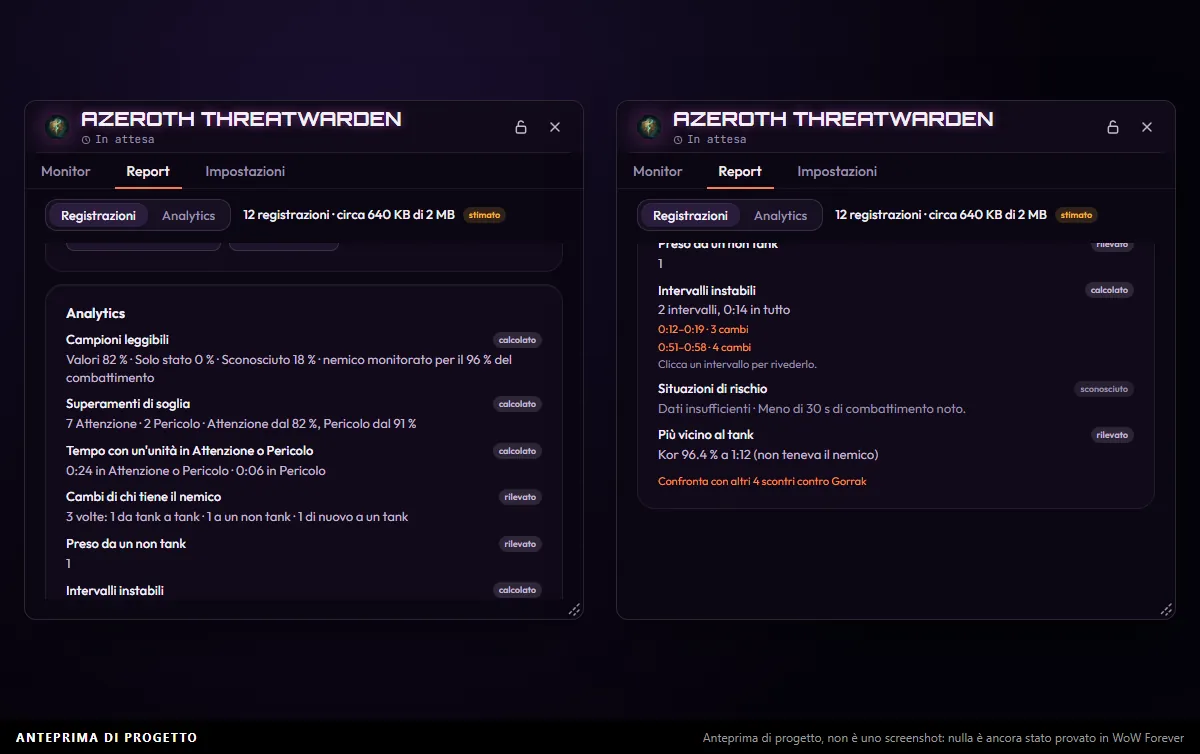 AZEROTH THREATWARDEN
In attesa
Monitor Report Impostazioni
Registrazioni Analytics 12 registrazioni · circa 640 KB di 2 MB stimato
Analytics
Campioni leggibili calcolato
Valori 82 % · Solo stato 0 % · Sconosciuto 18 % · nemico monitorato per il 96 % del
combattimento
Superamenti di soglia calcolato
7 Attenzione · 2 Pericolo · Attenzione dal 82 %, Pericolo dal 91 %
Tempo con un'unità in Attenzione o Pericolo calcolato
0:24 in Attenzione o Pericolo · 0:06 in Pericolo
Cambi di chi tiene il nemico rilevato
3 volte: 1 da tank a tank · 1 a un non tank · 1 di nuovo a un tank
Preso da un non tank rilevato
1
Intervalli instabili calcolato
AZEROTH THREATWARDEN
In attesa
Monitor Report Impostazioni
Registrazioni Analytics 12 registrazioni · circa 640 KB di 2 MB stimato
Preso da un non tank rilevato
1
Intervalli instabili calcolato
2 intervalli, 0:14 in tutto
0:12–0:19 · 3 cambi
0:51–0:58 · 4 cambi
Clicca un intervallo per rivederlo.
Situazioni di rischio sconosciuto
Dati insufficienti · Meno di 30 s di combattimento noto.
Più vicino al tank rilevato
Kor 96.4 % a 1:12 (non teneva il nemico)
Confronta con altri 4 scontri contro Gorrak
ANTEPRIMA DI PROGETTO
Anteprima di progetto, non è uno screenshot: nulla è ancora stato provato in WoW Forever